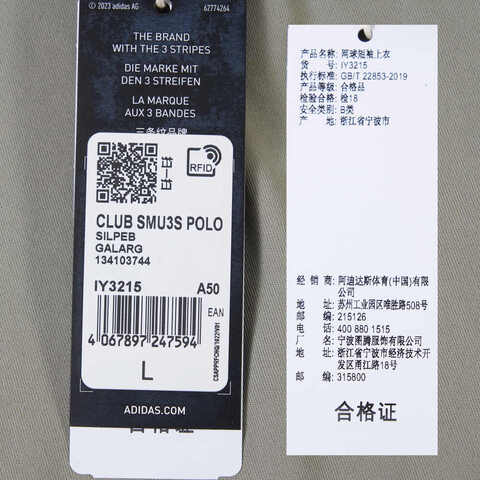 © 2023 adidas AG
62774264
THE BRAND
WITH THE 3 STRIPES
DIE MARKE MIT
DEN 3 STREIFEN
LA MARQUE
AUX 3 BANDES
三条纹品牌
RFID
CLUB SMU3S POLO
SILPEB
GALARG
134103744
IY3215 A50
EAN
4 067897 247594
L
ADIDAS.COM
合格证
产品名称: 网球短袖上衣
货 号: IY3215
执行标准: GB/T 22853-2019
产品等级: 合格品
检验合格: 检18
安全类别: B类
产 地: 浙江省宁波市
经 销 商: 阿迪达斯体育(中国)有限
公司
地 址: 苏州工业园区唯胜路508号
邮 编: 215126
电 话: 400 880 1515
厂 名: 宁波图腾服饰有限公司
地 址: 浙江省宁波市经济技术开
发区甬江路18号
邮 编: 315800
合格证